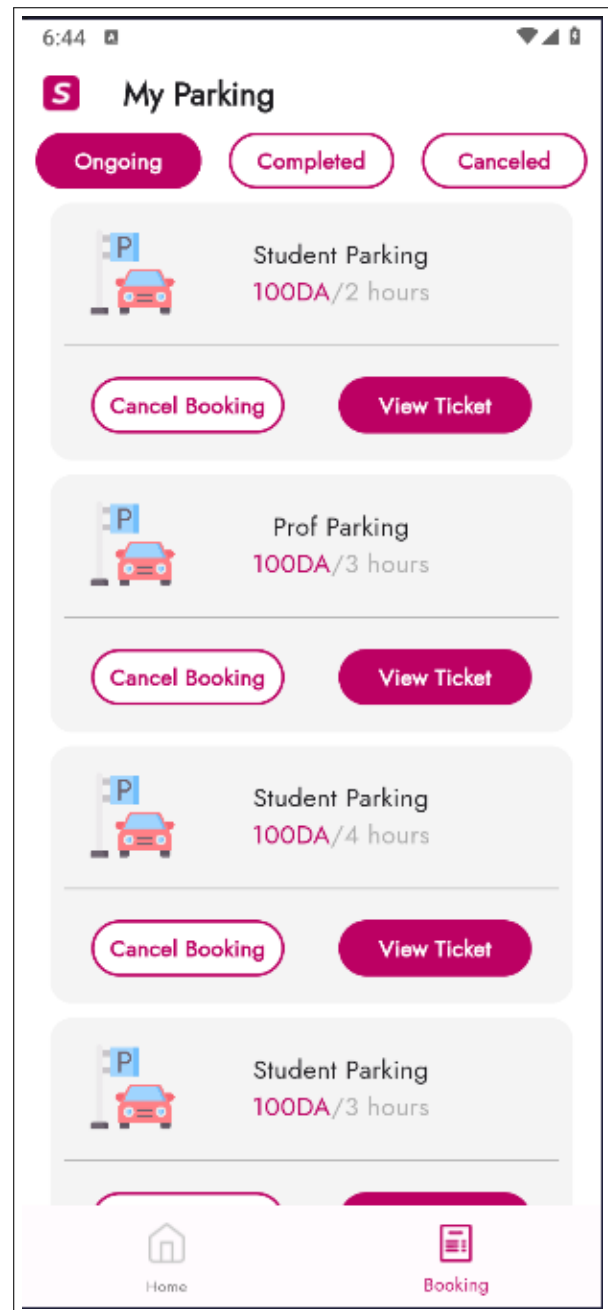 6:44 A
S My Parking
Ongoing Completed Canceled
P
Student Parking
100DA/2 hours
Cancel Booking View Ticket
P
Prof Parking
100DA/3 hours
Cancel Booking View Ticket
P
Student Parking
100DA/4 hours
Cancel Booking View Ticket
P
Student Parking
100DA/3 hours
Home Booking